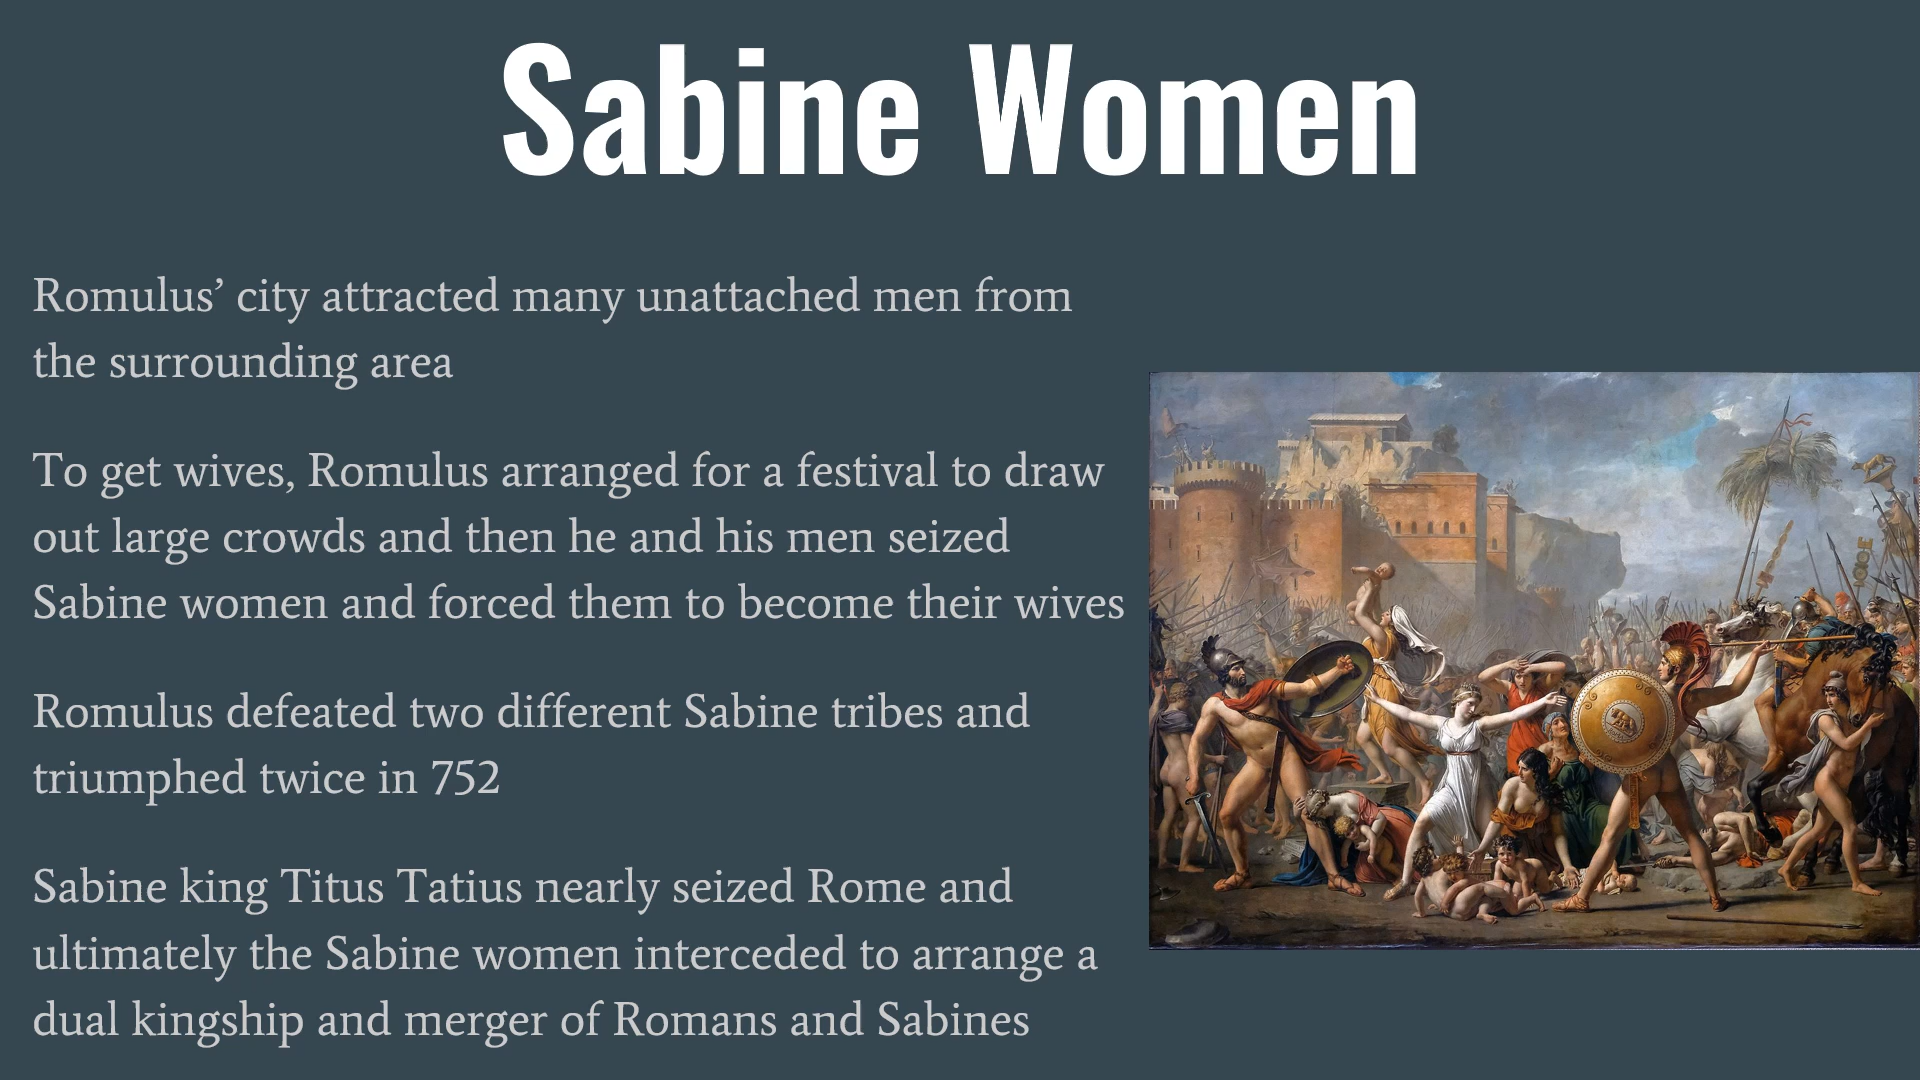 Sabine Women
Romulus’ city attracted many unattached men from
the surrounding area
To get wives, Romulus arranged for a festival to draw
out large crowds and then he and his men seized
Sabine women and forced them to become their wives
Romulus defeated two different Sabine tribes and
triumphed twice in 752
Sabine king Titus Tatius nearly seized Rome and
ultimately the Sabine women interceded to arrange a
dual kingship and merger of Romans and Sabines